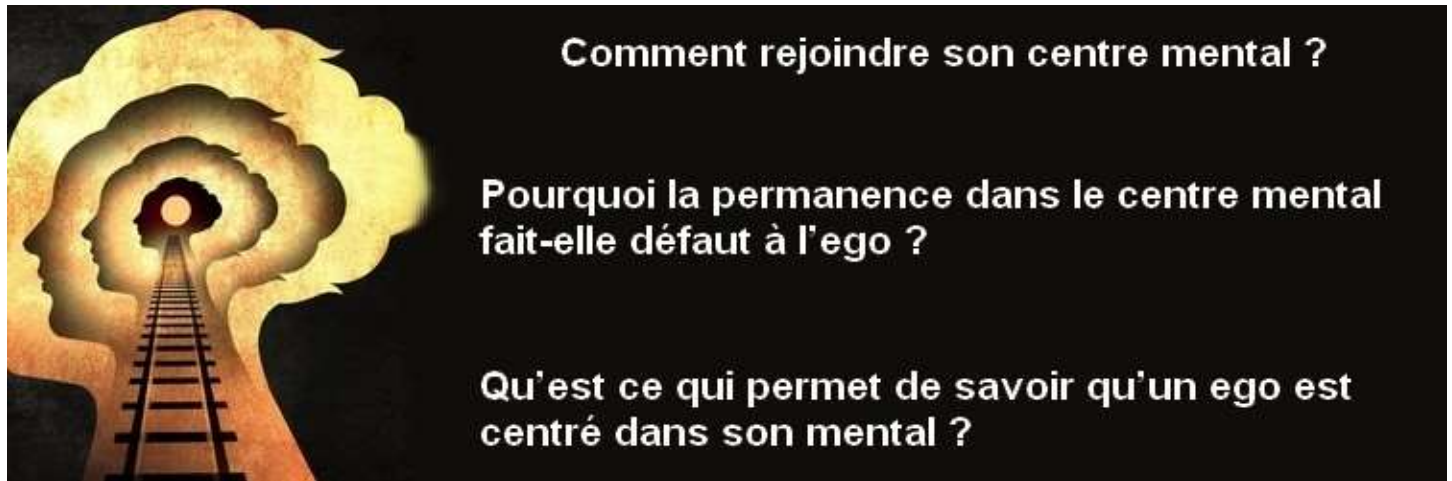 Comment rejoindre son centre mental ?
Pourquoi la permanence dans le centre mental
fait-elle défaut à l'ego ?
Qu'est ce qui permet de savoir qu'un ego est
centré dans son mental ?